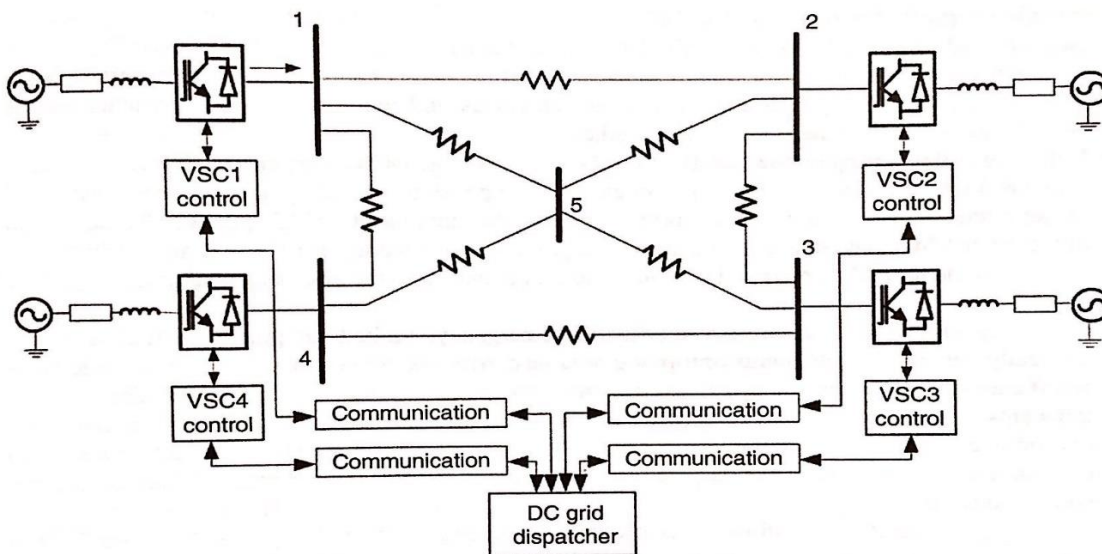 1
2
VSC1
control
VSC2
control
5
3
4
VSC4
control
VSC3
control
Communication
Communication
Communication
Communication
DC grid
dispatcher